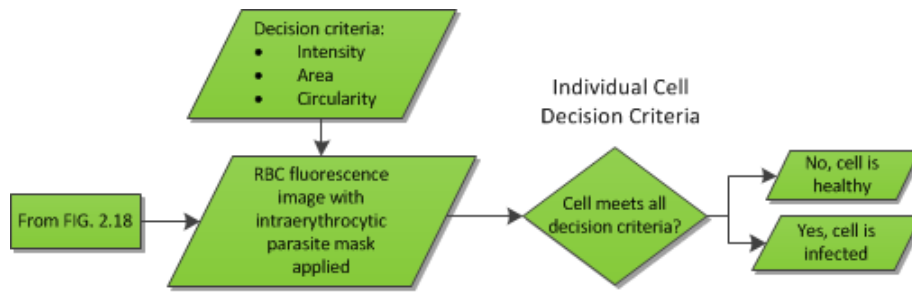 Decision criteria:
• Intensity
• Area
• Circularity
Individual Cell
Decision Criteria
From FIG. 2.18
RBC fluorescence
image with
intraerythrocytic
parasite mask
applied
Cell meets all
decision criteria?
No, cell is
healthy
Yes, cell is
infected